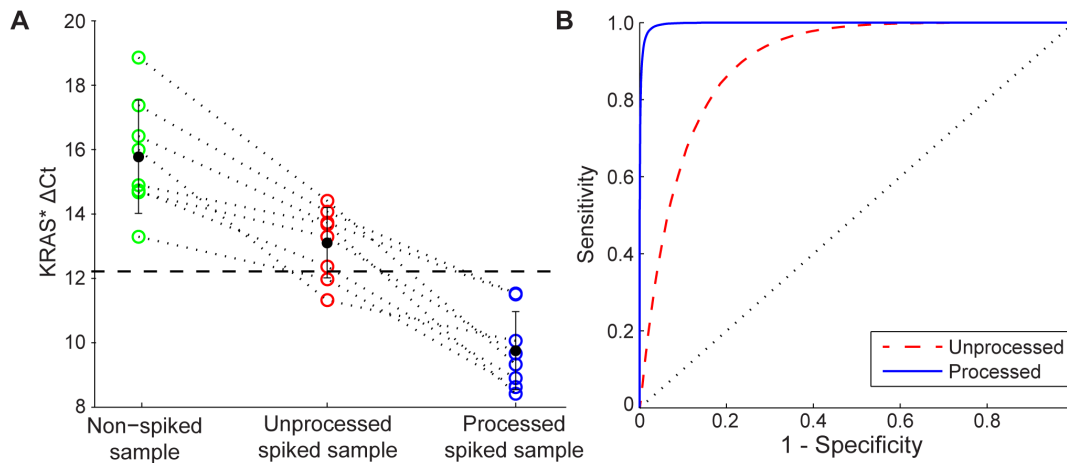 A
KRAS* ΔCt
20
18
16
14
12
10
8
Non-spiked
sample
Unprocessed
spiked sample
Processed
spiked sample
B
Sensitivity
1.0
0.8
0.6
0.4
0.2
0
0.2
0.4
0.6
0.8
1 - Specificity
Unprocessed
Processed